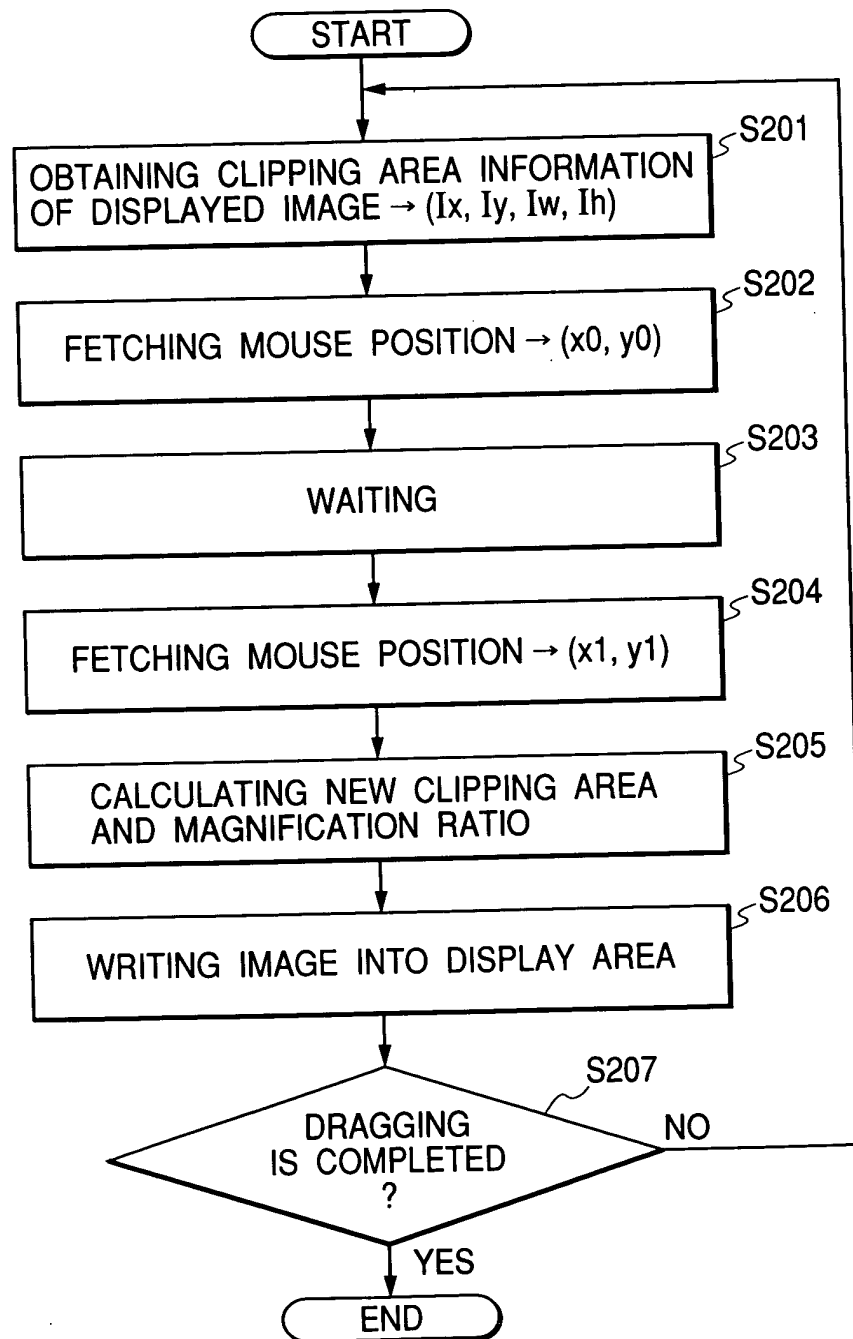 START
S201
OBTAINING CLIPPING AREA INFORMATION
OF DISPLAYED IMAGE → (Ix, Iy, Iw, Ih)
S202
FETCHING MOUSE POSITION → (x0, y0)
S203
WAITING
S204
FETCHING MOUSE POSITION → (x1, y1)
S205
CALCULATING NEW CLIPPING AREA
AND MAGNIFICATION RATIO
S206
WRITING IMAGE INTO DISPLAY AREA
S207
DRAGGING
IS COMPLETED
?
NO
YES
END